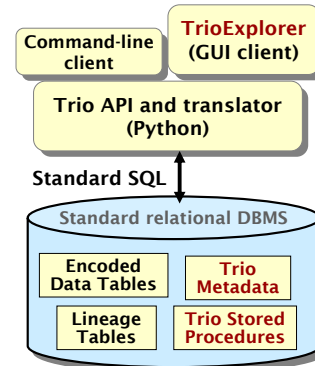 Command-line
client
TrioExplorer
(GUI client)
Trio API and translator
(Python)
Standard SQL
Standard relational DBMS
Encoded
Data Tables
Trio
Metadata
Lineage
Tables
Trio Stored
Procedures